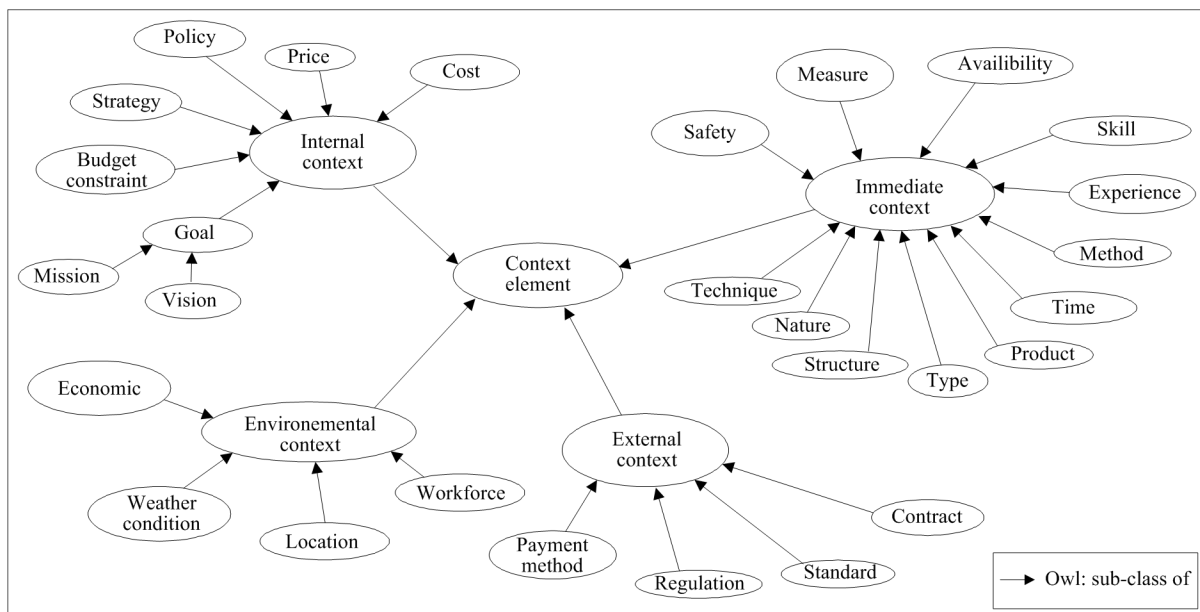 Policy
Price
Cost
Strategy
Internal
context
Budget
constraint
Goal
Mission
Vision
Measure
Availibility
Safety
Skill
Immediate
context
Experience
Method
Technique
Time
Nature
Product
Structure
Type
Context
element
Economic
Environemental
context
Weather
condition
Location
Workforce
External
context
Contract
Payment
method
Regulation
Standard
Owl: sub-class of